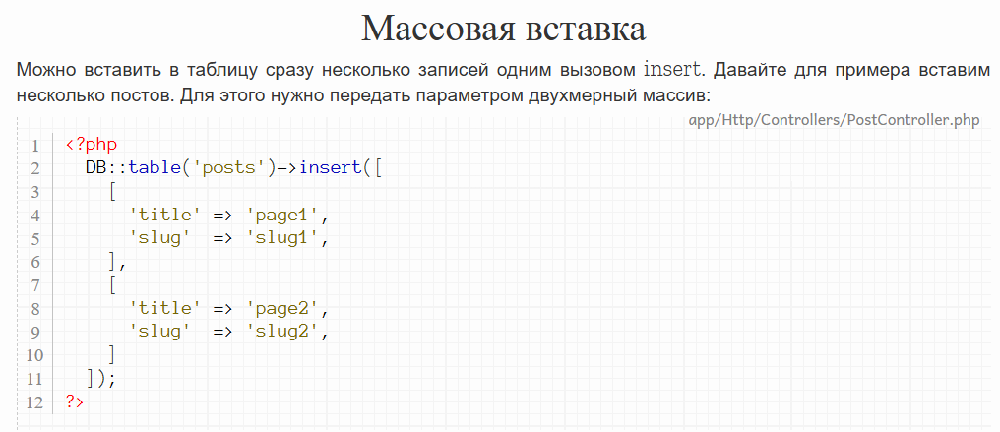 Массовая вставка
Можно вставить в таблицу сразу несколько записей одним вызовом insert. Давайте для примера вставим
несколько постов. Для этого нужно передать параметром двухмерный массив:
app/Http/Controllers/PostController.php
1 <?php
2   DB::table('posts')->insert([
3     [
4       'title' => 'page1',
5       'slug'  => 'slug1',
6     ],
7     [
8       'title' => 'page2',
9       'slug'  => 'slug2',
10     ]
11   ]);
12 ?>